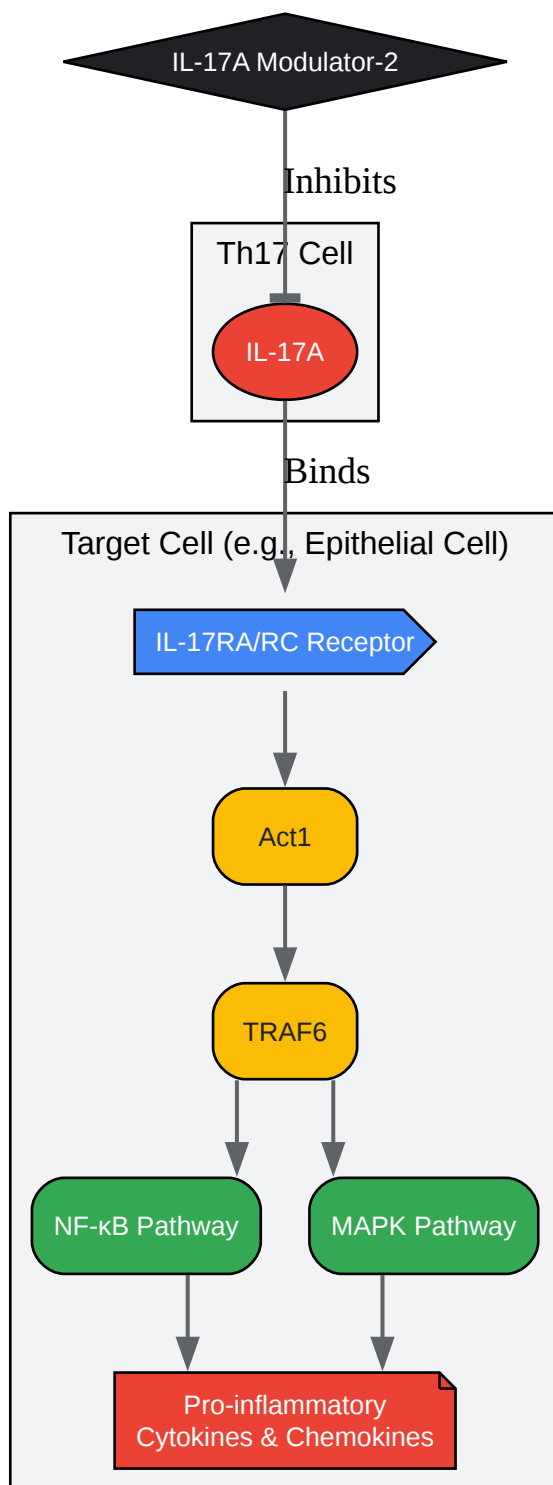 IL-17A Modulator-2
Inhibits
Th17 Cell
IL-17A
Binds
Target Cell (e.g., Epithelial Cell)
IL-17RA/RC Receptor
Act1
TRAF6
NF-κB Pathway
MAPK Pathway
Pro-inflammatory
Cytokines & Chemokines